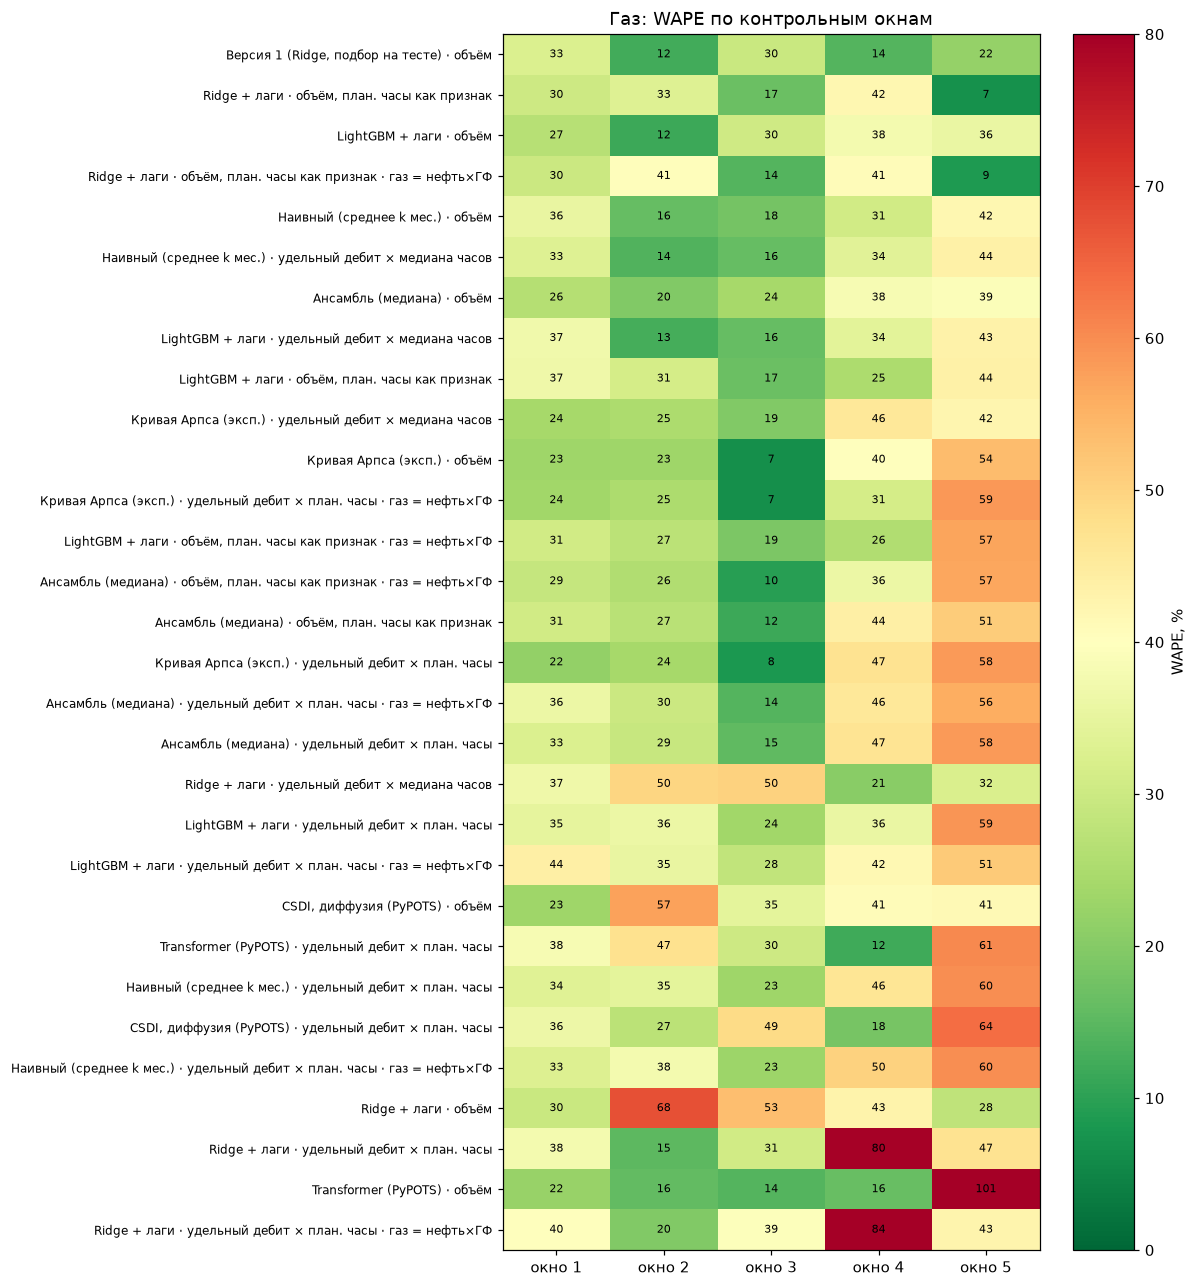 Газ: WAPE по контрольным окнам
Версия 1 (Ridge, подбор на тесте) · объём 33 12 30 14 22
Ridge + лаги · объём, план. часы как признак 30 33 17 42 7
LightGBM + лаги · объём 27 12 30 38 36
Ridge + лаги · объём, план. часы как признак · газ = нефть×ГФ 30 41 14 41 9
Наивный (среднее k мес.) · объём 36 16 18 31 42
Наивный (среднее k мес.) · удельный дебит × медиана часов 33 14 16 34 44
Ансамбль (медиана) · объём 26 20 24 38 39
LightGBM + лаги · удельный дебит × медиана часов 37 13 16 34 43
LightGBM + лаги · объём, план. часы как признак 37 31 17 25 44
Кривая Арпса (эксп.) · удельный дебит × медиана часов 24 25 19 46 42
Кривая Арпса (эксп.) · объём 23 23 7 40 54
Кривая Арпса (эксп.) · удельный дебит × план. часы · газ = нефть×ГФ 24 25 7 31 59
LightGBM + лаги · объём, план. часы как признак · газ = нефть×ГФ 31 27 19 26 57
Ансамбль (медиана) · объём, план. часы как признак · газ = нефть×ГФ 29 26 10 36 57
Ансамбль (медиана) · объём, план. часы как признак 31 27 12 44 51
Кривая Арпса (эксп.) · удельный дебит × план. часы 22 24 8 47 58
Ансамбль (медиана) · удельный дебит × план. часы · газ = нефть×ГФ 36 30 14 46 56
Ансамбль (медиана) · удельный дебит × план. часы 33 29 15 47 58
Ridge + лаги · удельный дебит × медиана часов 37 50 50 21 32
LightGBM + лаги · удельный дебит × план. часы 35 36 24 36 59
LightGBM + лаги · удельный дебит × план. часы · газ = нефть×ГФ 44 35 28 42 51
CSDI, диффузия (PyPOTS) · объём 23 57 35 41 41
Transformer (PyPOTS) · удельный дебит × план. часы 38 47 30 12 61
Наивный (среднее k мес.) · удельный дебит × план. часы 34 35 23 46 60
CSDI, диффузия (PyPOTS) · удельный дебит × план. часы 36 27 49 18 64
Наивный (среднее k мес.) · удельный дебит × план. часы · газ = нефть×ГФ 33 38 23 50 60
Ridge + лаги · объём 30 68 53 43 28
Ridge + лаги · удельный дебит × план. часы 38 15 31 80 47
Transformer (PyPOTS) · объём 22 16 14 16 101
Ridge + лаги · удельный дебит × план. часы · газ = нефть×ГФ 40 20 39 84 43
окно 1 окно 2 окно 3 окно 4 окно 5
80
70
60
50
40
30
20
10
0
WAPE, %